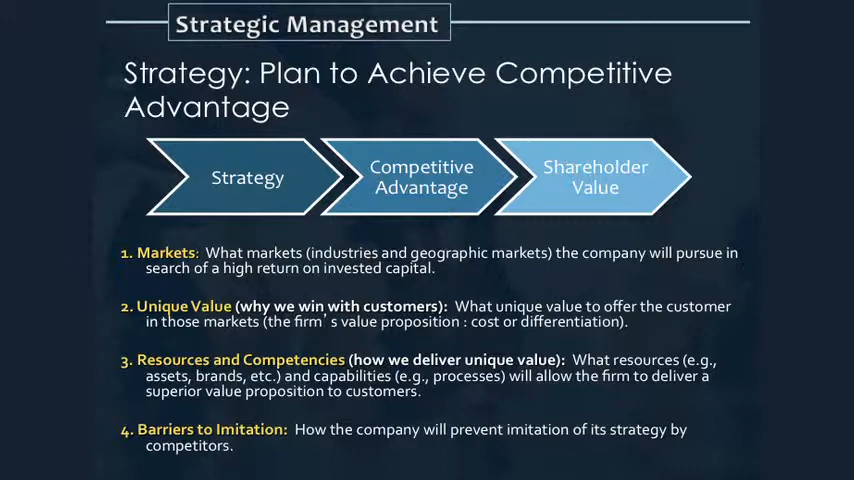 Strategic Management
Strategy: Plan to Achieve Competitive
Advantage
Strategy
Competitive
Advantage
Shareholder
Value
1. Markets: What markets (industries and geographic markets) the company will pursue in
search of a high return on invested capital.
2. Unique Value (why we win with customers): What unique value to offer the customer
in those markets (the firm's value proposition : cost or differentiation).
3. Resources and Competencies (how we deliver unique value): What resources (e.g.,
assets, brands, etc.) and capabilities (e.g., processes) will allow the firm to deliver a
superior value proposition to customers.
4. Barriers to Imitation: How the company will prevent imitation of its strategy by
competitors.